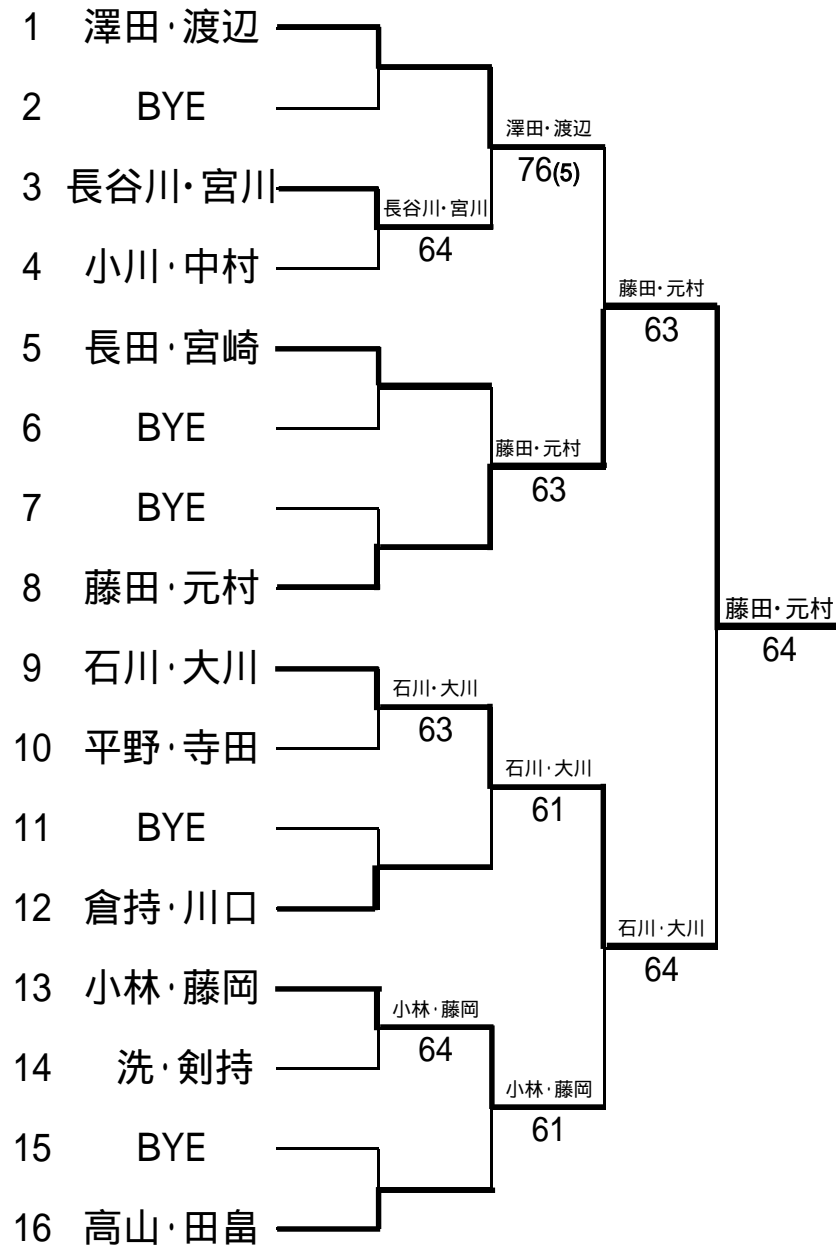 1 澤田・渡辺
2 BYE
澤田・渡辺
76(5)
3 長谷川・宮川
長谷川・宮川
64
4 小川・中村
藤田・元村
63
5 長田・宮崎
6 BYE
藤田・元村
63
7 BYE
8 藤田・元村
藤田・元村
64
9 石川・大川
石川・大川
63
10 平野・寺田
石川・大川
61
11 BYE
12 倉持・川口
石川・大川
64
13 小林・藤岡
小林・藤岡
64
14 洗・剣持
小林・藤岡
61
15 BYE
16 高山・田畠